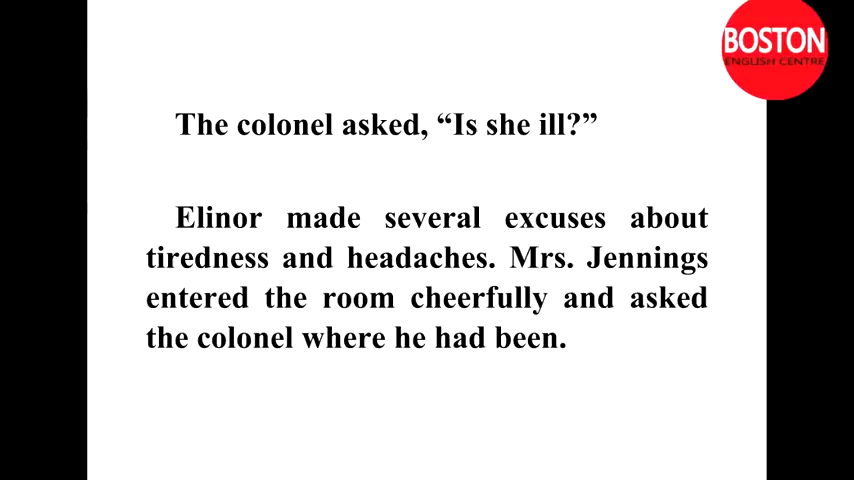 BOSTON
ENGLISH CENTRE
The colonel asked, “Is she ill?”
Elinor made several excuses about
tiredness and headaches. Mrs. Jennings
entered the room cheerfully and asked
the colonel where he had been.